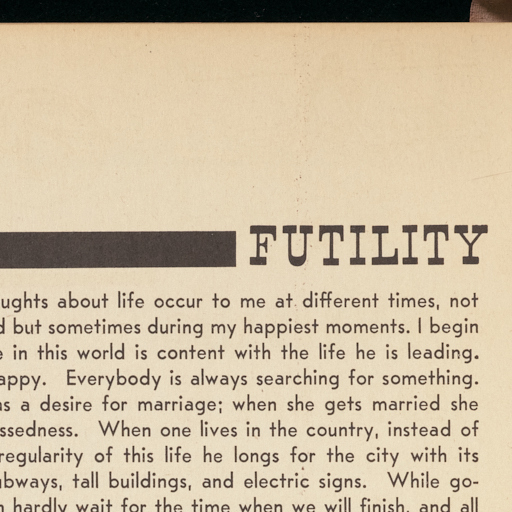 FUTILITY
ughts about life occur to me at different times, not
d but sometimes during my happiest moments. I begin
e in this world is content with the life he is leading.
appy. Everybody is always searching for something.
as a desire for marriage; when she gets married she
ssedness. When one lives in the country, instead of
regularity of this life he longs for the city with its
ubways, tall buildings, and electric signs. While go-
n hardly wait for the time when we will finish, and all